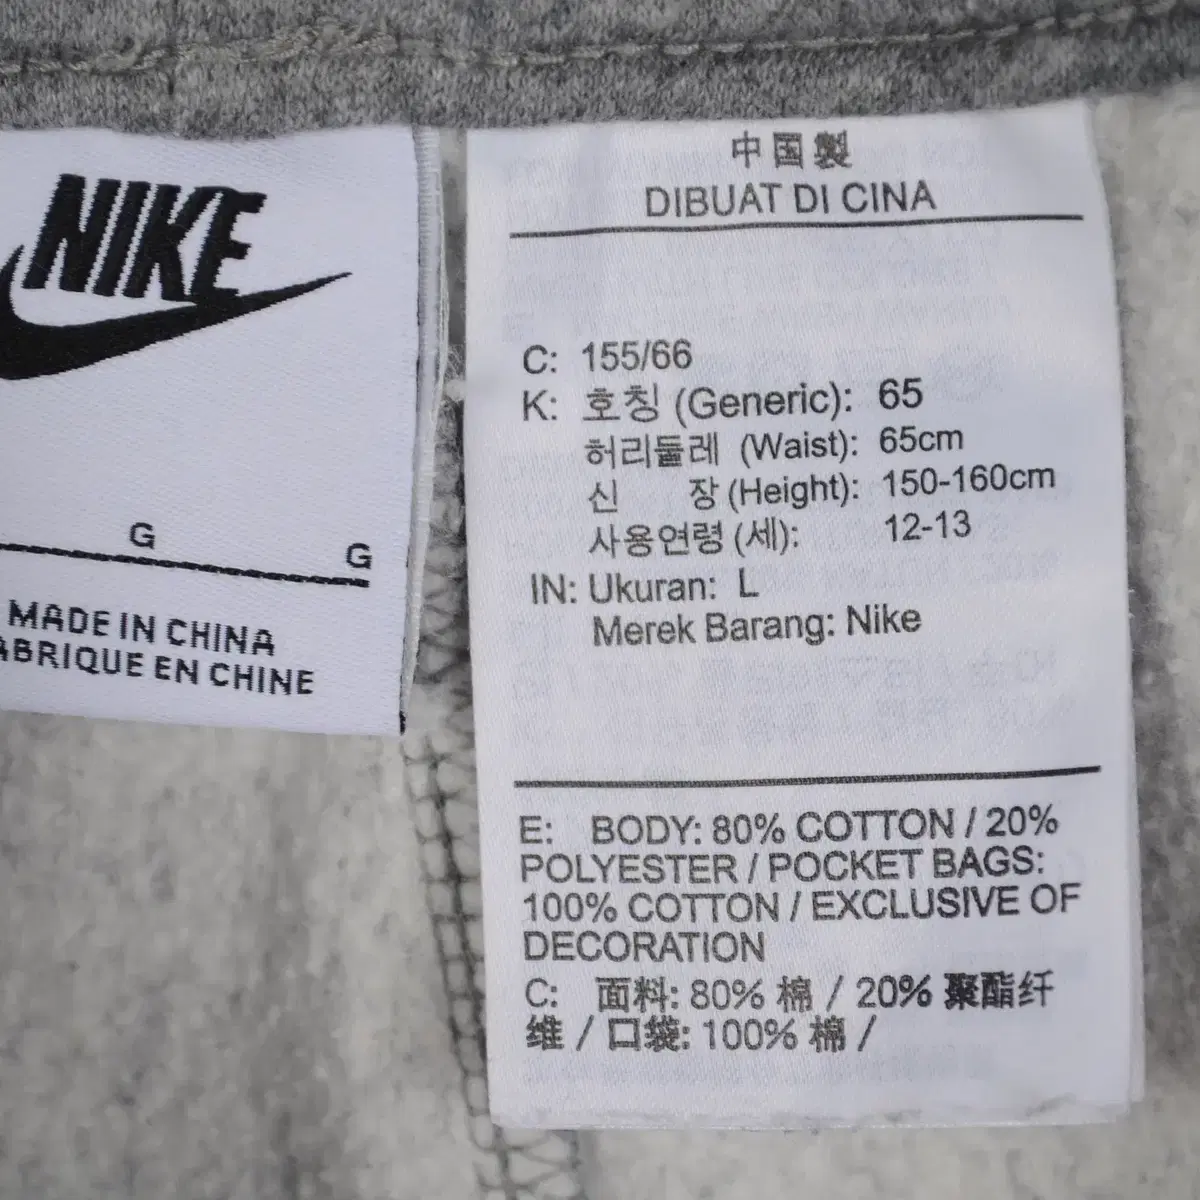 NIKE
G G
MADE IN CHINA
ABRIQUE EN CHINE
中国製
DIBUAT DI CINA
C: 155/66
K: 호칭 (Generic): 65
허리둘레 (Waist): 65cm
신 장 (Height): 150-160cm
사용연령 (세): 12-13
IN: Ukuran: L
Merek Barang: Nike
E: BODY: 80% COTTON / 20%
POLYESTER / POCKET BAGS:
100% COTTON / EXCLUSIVE OF
DECORATION
C: 面料: 80% 棉 / 20% 聚酯纤
维 / 口袋: 100% 棉 /